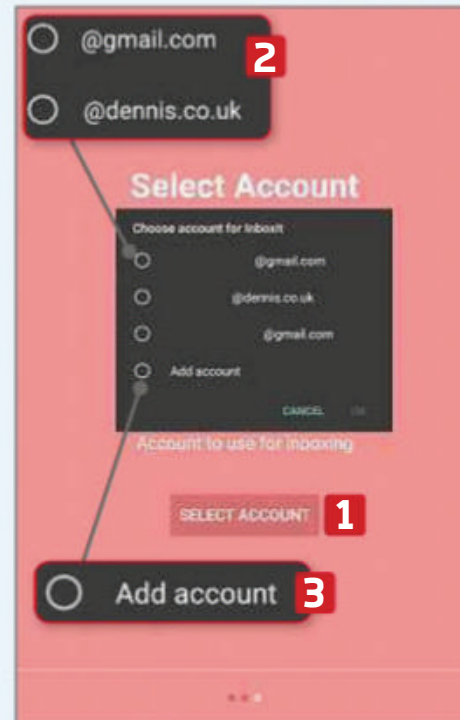 @gmail.com
2
@dennis.co.uk
Select Account
Choose account for Inboxit
@gmail.com
@dennis.co.uk
@gmail.com
Add account
CANCEL OK
Account to use for inboxing
SELECT ACCOUNT 1
Add account 3